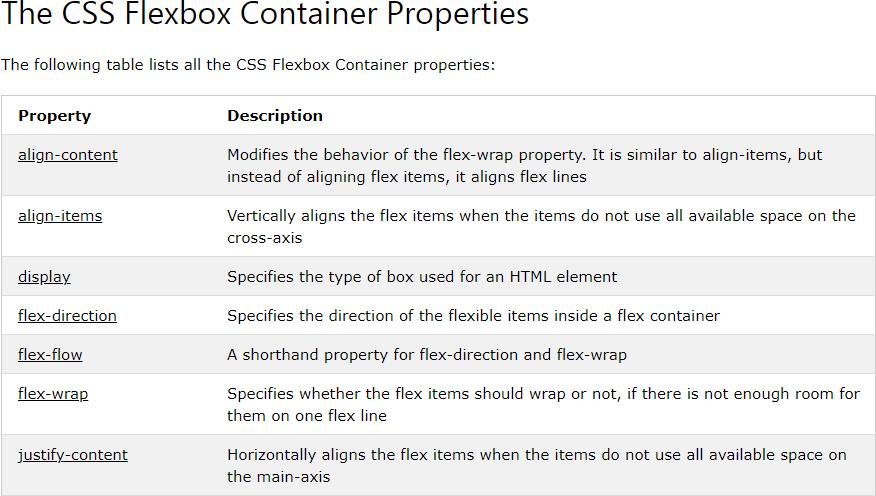 The CSS Flexbox Container Properties
The following table lists all the CSS Flexbox Container properties:
Property Description
align-content Modifies the behavior of the flex-wrap property. It is similar to align-items, but
instead of aligning flex items, it aligns flex lines
align-items Vertically aligns the flex items when the items do not use all available space on the
cross-axis
display Specifies the type of box used for an HTML element
flex-direction Specifies the direction of the flexible items inside a flex container
flex-flow A shorthand property for flex-direction and flex-wrap
flex-wrap Specifies whether the flex items should wrap or not, if there is not enough room for
them on one flex line
justify-content Horizontally aligns the flex items when the items do not use all available space on
the main-axis